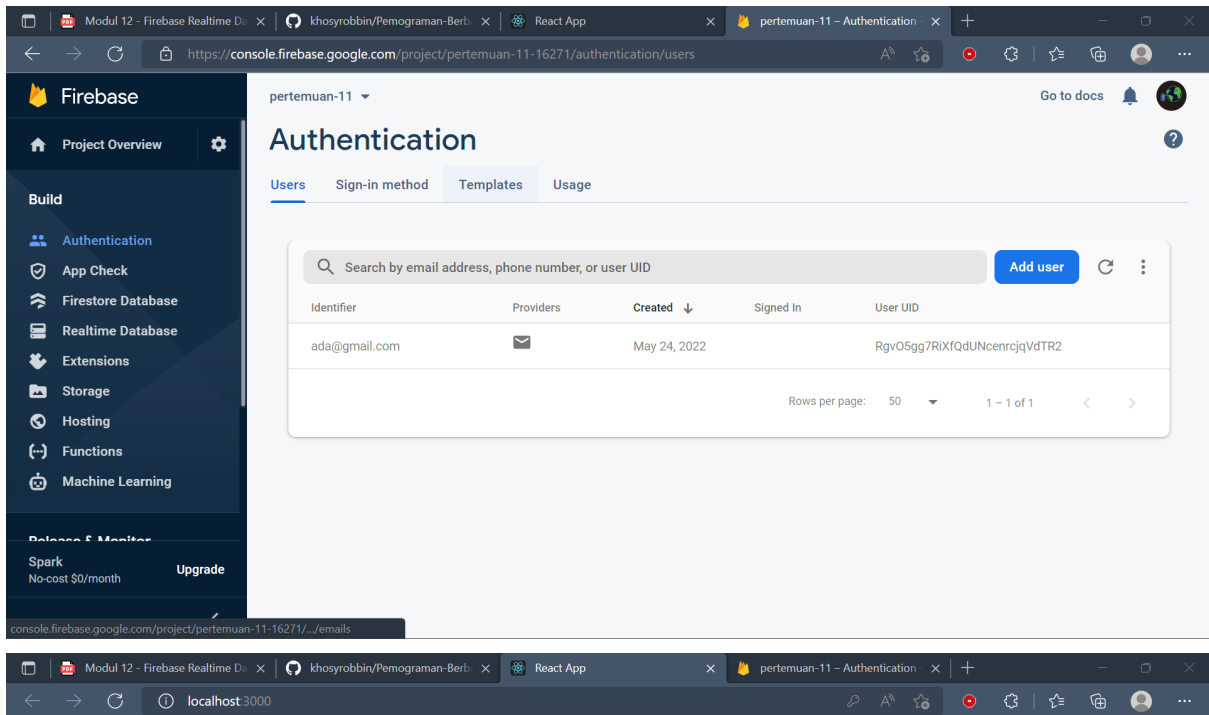 Modul 12 - Firebase Realtime Da
khosyrobbin/Pemograman-Berba
React App
pertemuan-11 – Authentication -
https://console.firebase.google.com/project/pertemuan-11-16271/authentication/users
Firebase
pertemuan-11
Go to docs
Project Overview
Authentication
Users Sign-in method Templates Usage
Build
Authentication
App Check
Firestore Database
Realtime Database
Extensions
Storage
Hosting
Functions
Machine Learning
Release & Monitor
Spark
No-cost $0/month
Upgrade
Search by email address, phone number, or user UID
Add user
Identifier Providers Created Signed In User UID
ada@gmail.com May 24, 2022 RgvO5gg7RiXfQdUNcenrcjqVdTR2
Rows per page: 50 1 – 1 of 1
console.firebase.google.com/project/pertemuan-11-16271/.../emails
Modul 12 - Firebase Realtime Da
khosyrobbin/Pemograman-Berba
React App
pertemuan-11 – Authentication -
localhost:3000